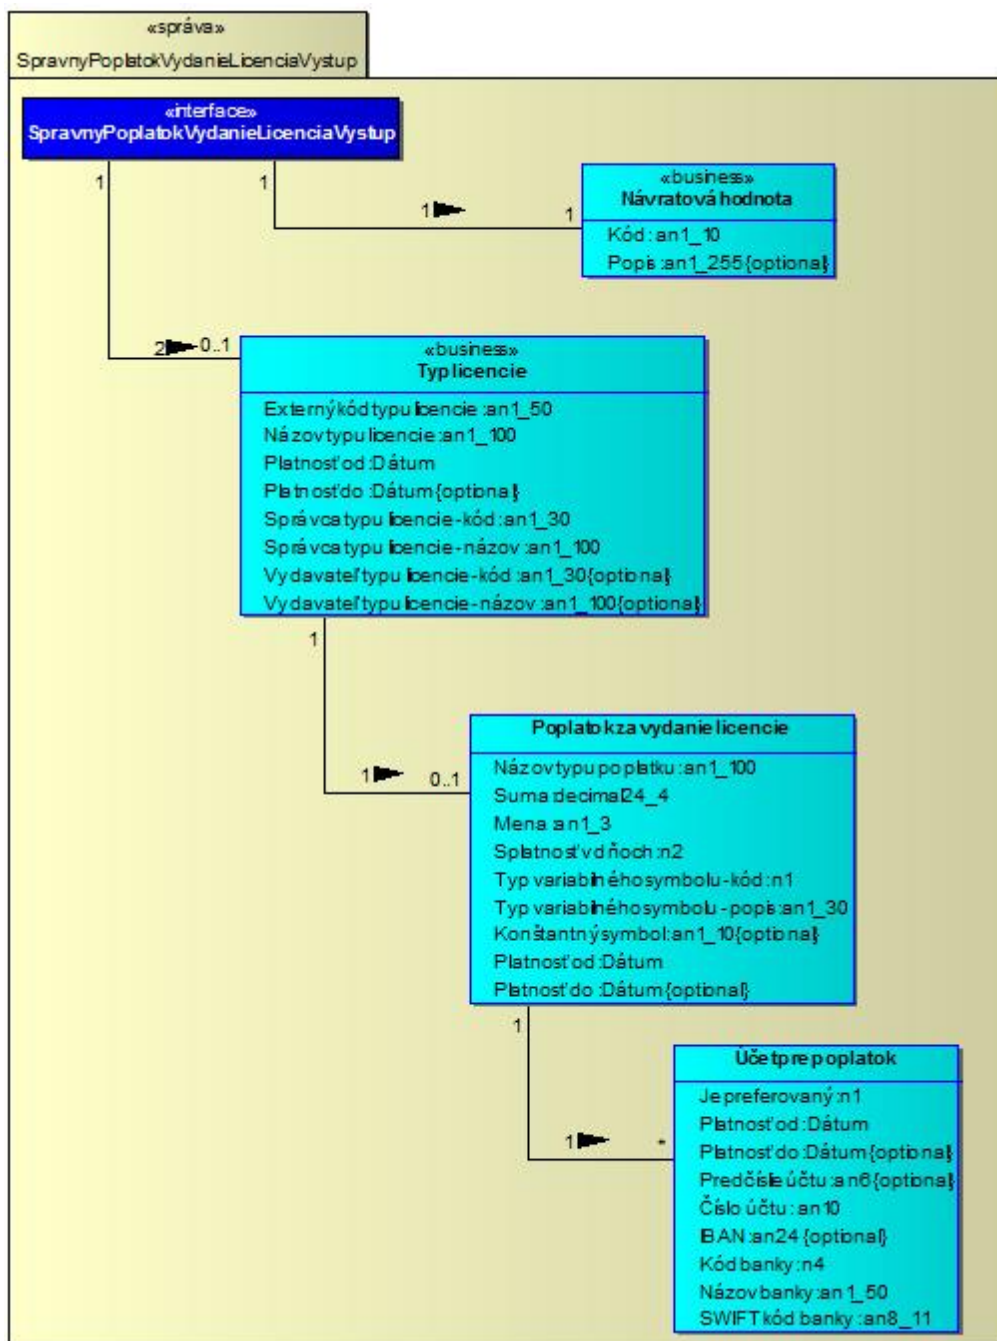 «správa»
SpravnyPoplatokVydanieLicenciaVystup
«interface»
SpravnyPoplatokVydanieLicenciaVystup
1
1
1
1
«business»
Návratová hodnota
Kód : an1_10
Popis :an1_255 {optional}
2
0..1
«business»
Typ licencie
Externý kód typu licencie :an1_50
Názov typu licencie :an1_100
Platnosť od :Dátum
Platnosť do :Dátum {optional}
Správca typu licencie - kód :an1_30
Správca typu licencie - názov :an1_100
Vydavateľ typu licencie - kód :an1_30 {optional}
Vydavateľ typu licencie - názov :an1_100 {optional}
1
1
0..1
Poplatok za vydanie licencie
Názov typu poplatku :an1_100
Suma :decimal24_4
Mena :an1_3
Splatnosť v dňoch :n2
Typ variabilného symbolu - kód :n1
Typ variabilného symbolu - popis :an1_30
Konštantný symbol :an1_10 {optional}
Platnosť od :Dátum
Platnosť do :Dátum {optional}
1
1
*
Účet pre poplatok
Je preferovaný :n1
Platnosť od :Dátum
Platnosť do :Dátum {optional}
Predčíslie účtu :an6 {optional}
Číslo účtu : an10
IBAN :an24 {optional}
Kód banky :n4
Názov banky :an1_50
SWIFT kód banky :an8_11